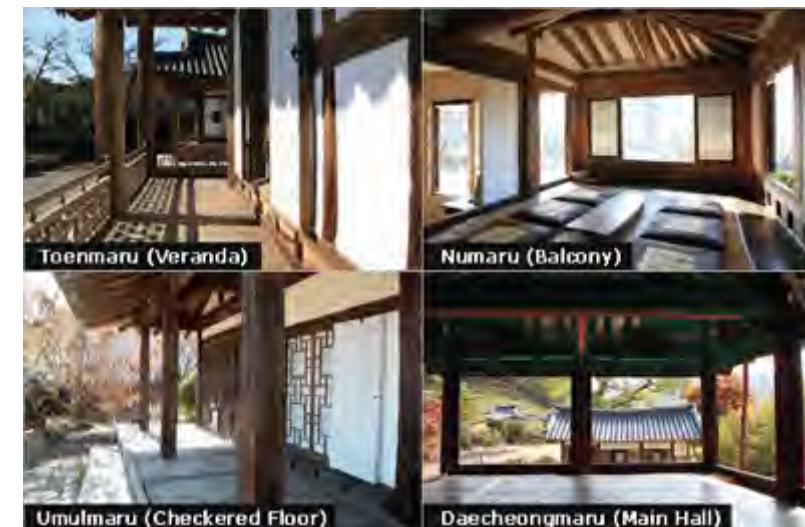 Toenmaru (Veranda)
Numaru (Balcony)
Umulmaru (Checkered Floor)
Daecheongmaru (Main Hall)